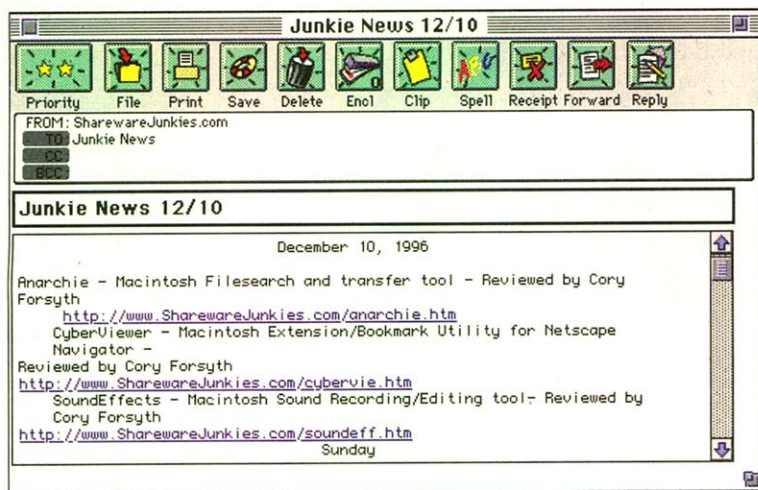 Junkie News 12/10
Priority File Print Save Delete Encl Clip Spell Receipt Forward Reply
FROM: SharewareJunkies.com
TO: Junkie News
CC:
BCC:
Junkie News 12/10
December 10, 1996
Anarchie - Macintosh Filesearch and transfer tool - Reviewed by Cory
Forsyth
http://www.SharewareJunkies.com/anarchie.htm
CyberViewer - Macintosh Extension/Bookmark Utility for Netscape
Navigator -
Reviewed by Cory Forsyth
http://www.SharewareJunkies.com/cybervie.htm
SoundEffects - Macintosh Sound Recording/Editing tool- Reviewed by
Cory Forsyth
http://www.SharewareJunkies.com/soundeff.htm
Sunday